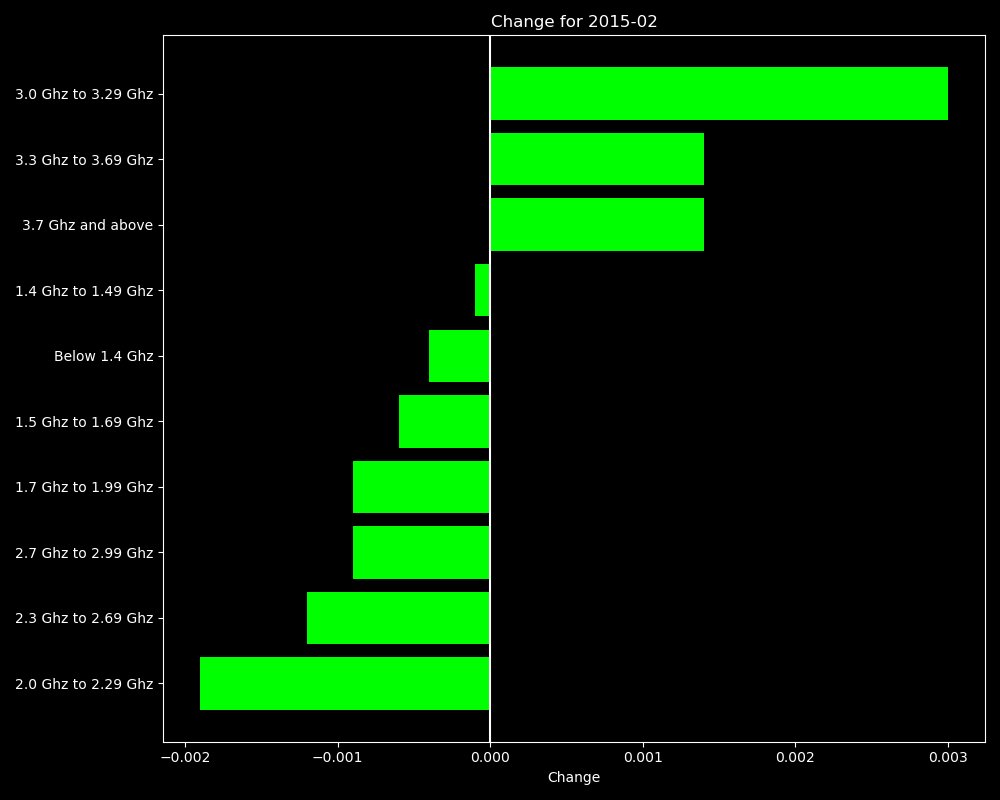 Change for 2015-02
3.0 Ghz to 3.29 Ghz
3.3 Ghz to 3.69 Ghz
3.7 Ghz and above
1.4 Ghz to 1.49 Ghz
Below 1.4 Ghz
1.5 Ghz to 1.69 Ghz
1.7 Ghz to 1.99 Ghz
2.7 Ghz to 2.99 Ghz
2.3 Ghz to 2.69 Ghz
2.0 Ghz to 2.29 Ghz
−0.002 −0.001 0.000 0.001 0.002 0.003
Change